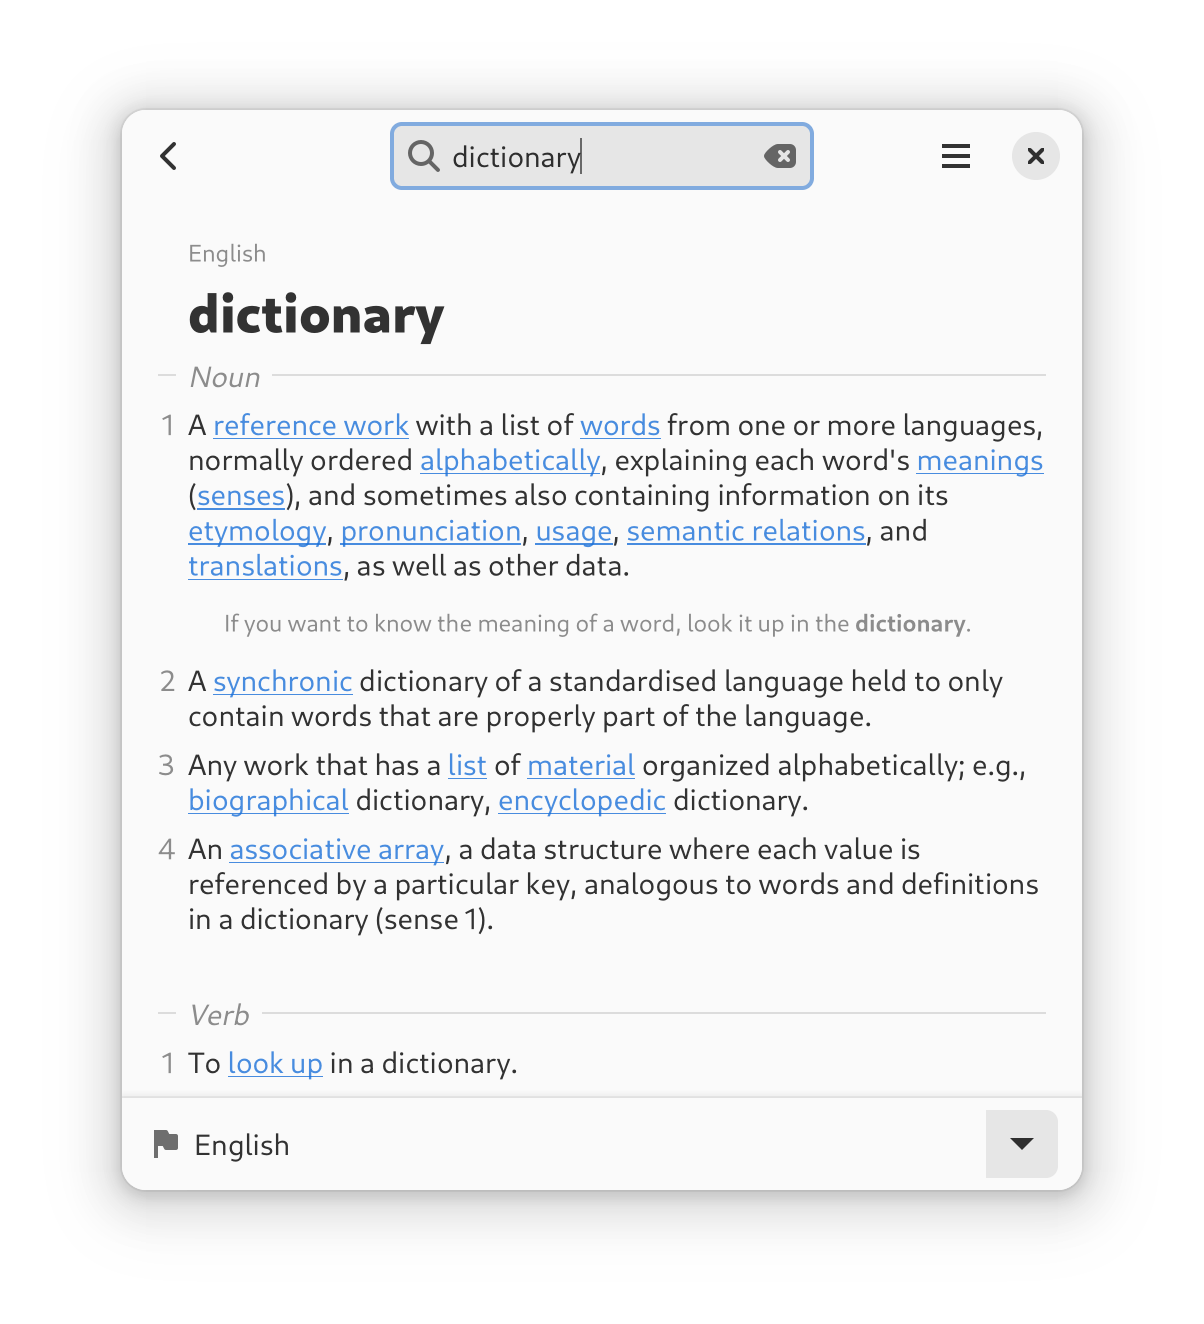 dictionary
English
dictionary
Noun
1 A reference work with a list of words from one or more languages,
normally ordered alphabetically, explaining each word's meanings
(senses), and sometimes also containing information on its
etymology, pronunciation, usage, semantic relations, and
translations, as well as other data.
If you want to know the meaning of a word, look it up in the dictionary.
2 A synchronic dictionary of a standardised language held to only
contain words that are properly part of the language.
3 Any work that has a list of material organized alphabetically; e.g.,
biographical dictionary, encyclopedic dictionary.
4 An associative array, a data structure where each value is
referenced by a particular key, analogous to words and definitions
in a dictionary (sense 1).
Verb
1 To look up in a dictionary.
English